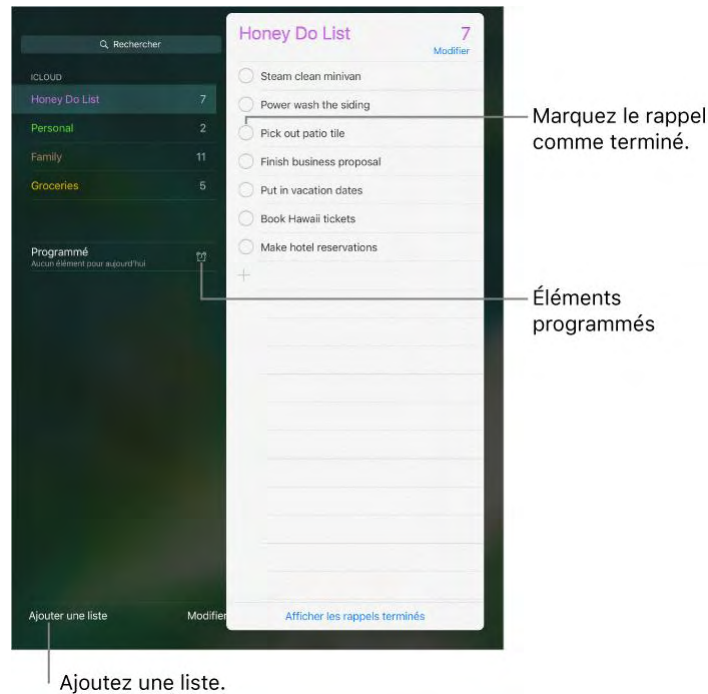 Rechercher
ICLOUD
Honey Do List 7
Personal 2
Family 11
Groceries 5
Programmé
Aucun élément pour aujourd'hui
Ajouter une liste Modifier
Honey Do List 7
Modifier
Steam clean minivan
Power wash the siding
Pick out patio tile
Finish business proposal
Put in vacation dates
Book Hawaii tickets
Make hotel reservations
Afficher les rappels terminés
Marquez le rappel
comme terminé.
Éléments
programmés
Ajoutez une liste.